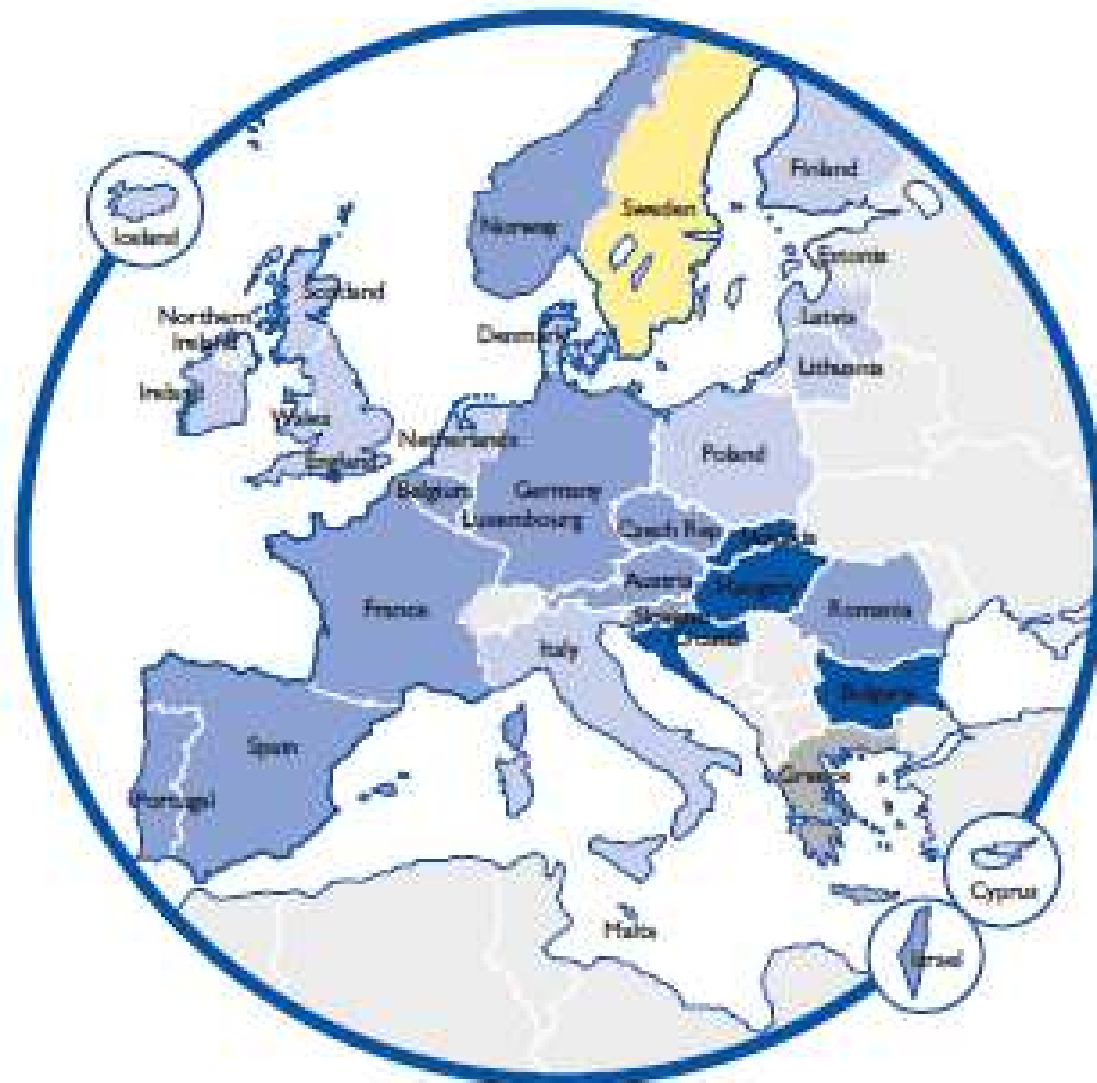 Finland
Sweden
Norway
Iceland
Estonia
Scotland
Latvia
Northern
Ireland
Denmark
Lithuania
Ireland
Wales
Netherlands
Poland
England
Belgium
Germany
Luxembourg
Czech Rep
Austria
Hungary
France
Romania
Italy
Bulgaria
Spain
Greece
Portugal
Cyprus
Malta
Israel